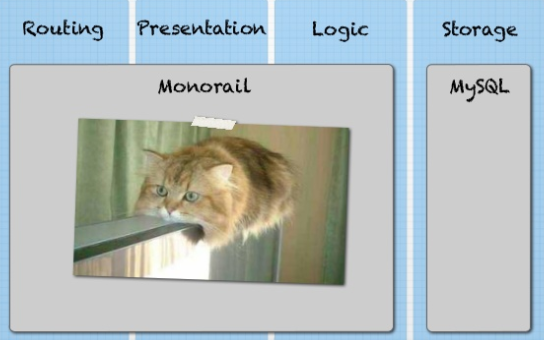 Routing Presentation Logic Storage
Monorail MySQL